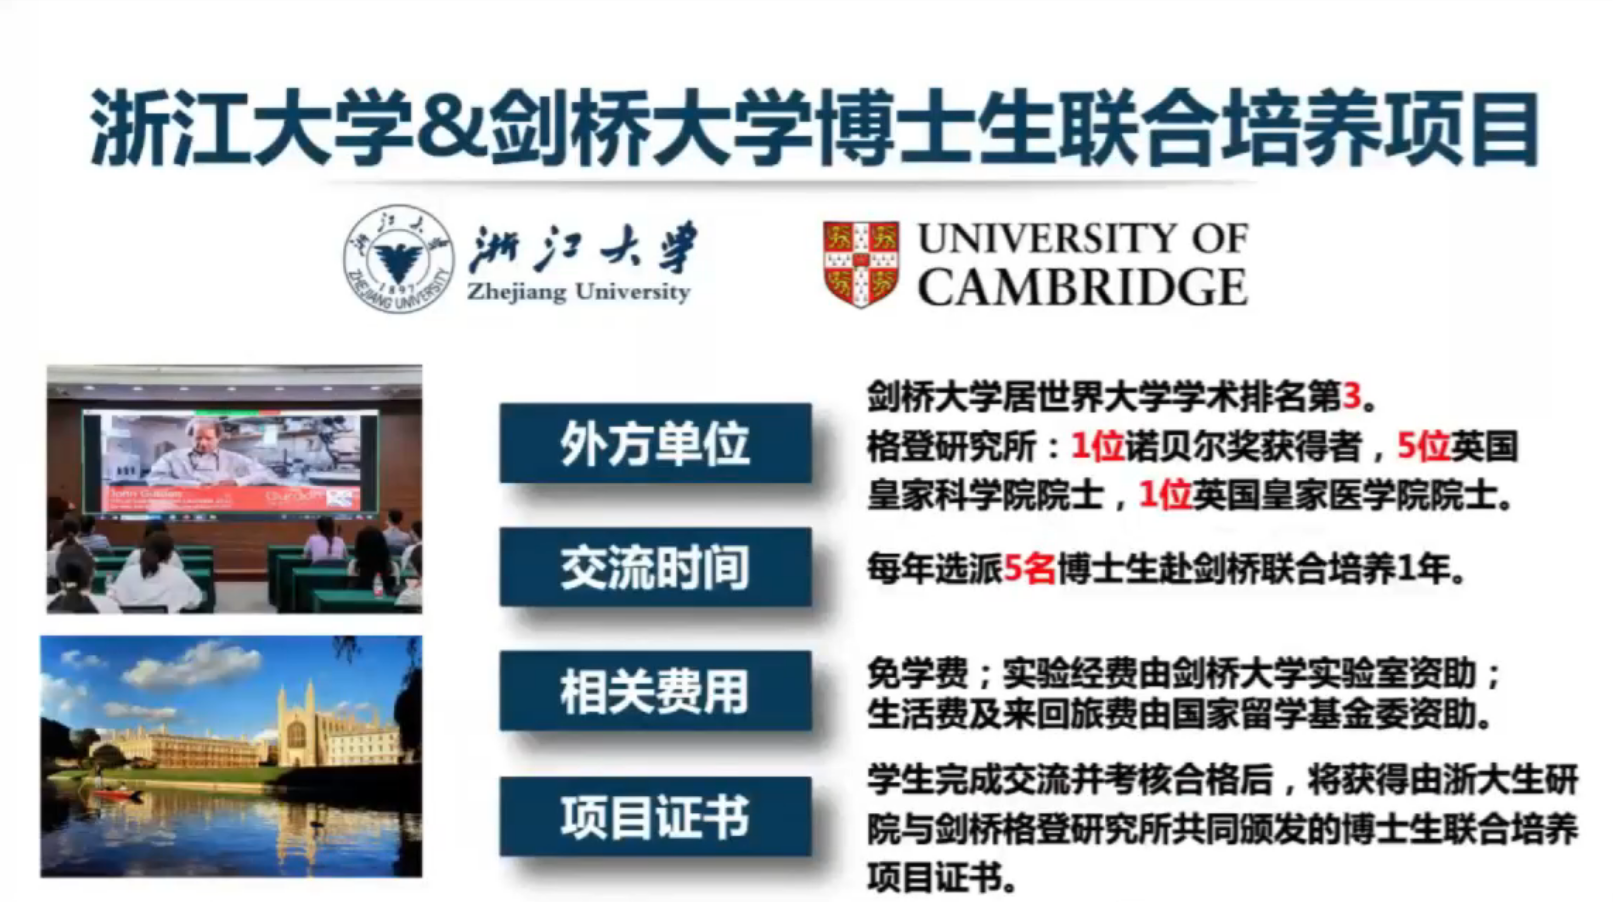 浙江大学&剑桥大学博士生联合培养项目
浙江大学
ZHEJIANG UNIVERSITY
1897
浙江大学
Zhejiang University
UNIVERSITY OF
CAMBRIDGE
John Gurdon
Gurdon
外方单位
剑桥大学居世界大学学术排名第3。
格登研究所：1位诺贝尔奖获得者，5位英国
皇家科学院院士，1位英国皇家医学院院士。
交流时间
每年选派5名博士生赴剑桥联合培养1年。
相关费用
免学费；实验经费由剑桥大学实验室资助；
生活费及来回旅费由国家留学基金委资助。
项目证书
学生完成交流并考核合格后，将获得由浙大生研
院与剑桥格登研究所共同颁发的博士生联合培养
项目证书。